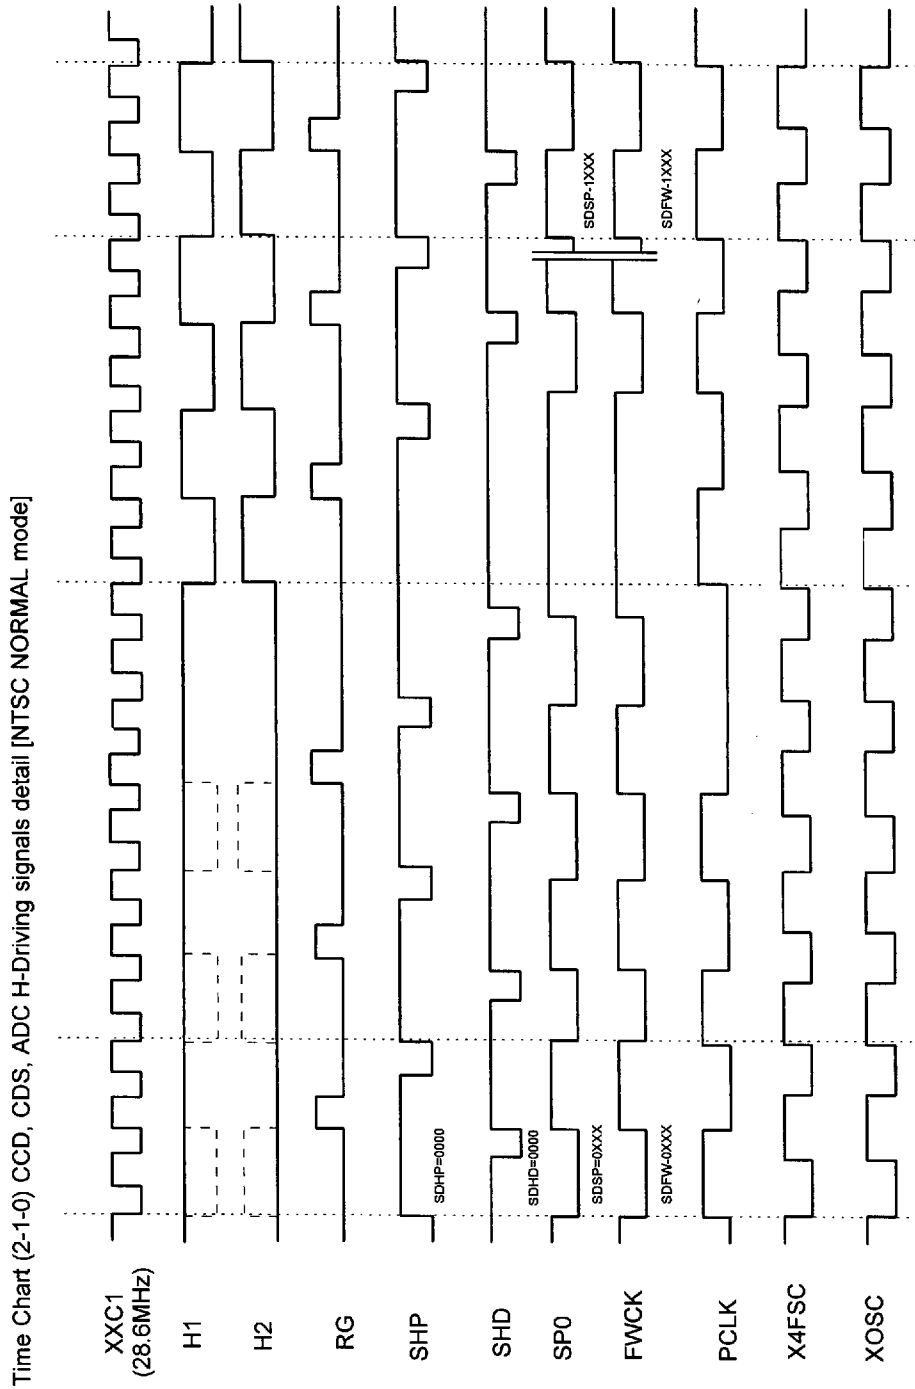 Time Chart (2-1-0) CCD, CDS, ADC H-Driving signals detail [NTSC NORMAL mode]
XXC1
(28.6MHz)
H1
H2
RG
SHP
SDHP=0000
SHD
SDHD=0000
SP0
SDSP=0XXX
SDSP-1XXX
FWCK
SDFW-0XXX
SDFW-1XXX
PCLK
X4FSC
XOSC